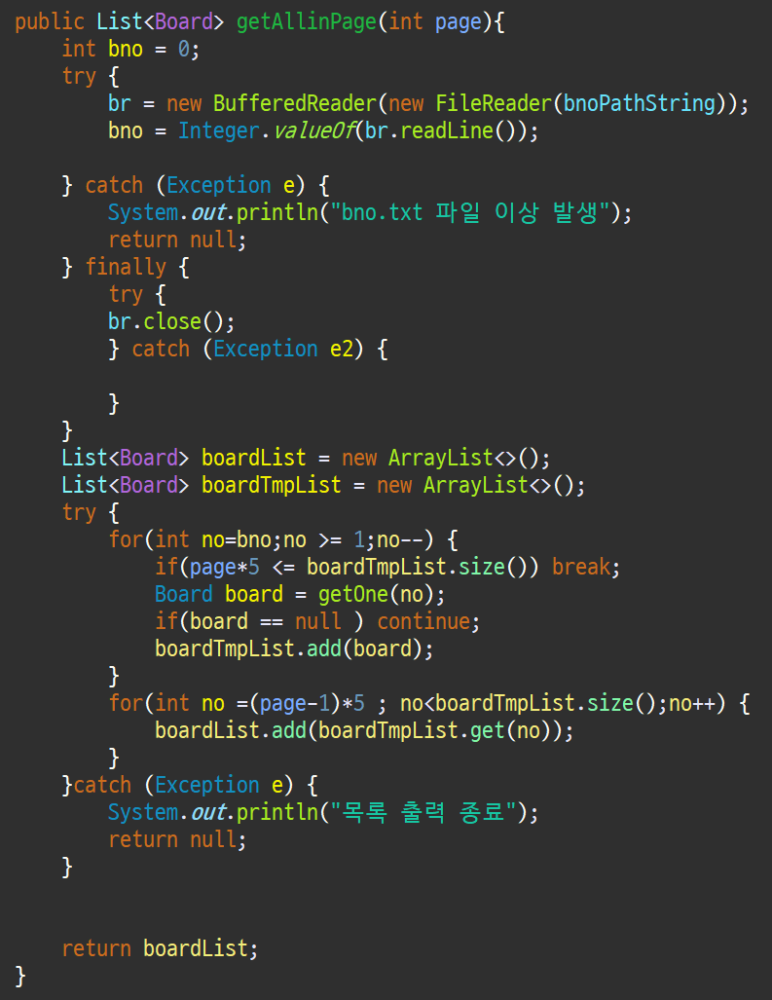 public List<Board> getAllinPage(int page){
    int bno = 0;
    try {
        br = new BufferedReader(new FileReader(bnoPathString));
        bno = Integer.valueOf(br.readLine());

    } catch (Exception e) {
        System.out.println("bno.txt 파일 이상 발생");
        return null;
    } finally {
        try {
        br.close();
        } catch (Exception e2) {

        }
    }
    List<Board> boardList = new ArrayList<>();
    List<Board> boardTmpList = new ArrayList<>();
    try {
        for(int no=bno;no >= 1;no--) {
            if(page*5 <= boardTmpList.size()) break;
            Board board = getOne(no);
            if(board == null ) continue;
            boardTmpList.add(board);
        }
        for(int no =(page-1)*5 ; no<boardTmpList.size();no++) {
            boardList.add(boardTmpList.get(no));
        }
    }catch (Exception e) {
        System.out.println("목록 출력 종료");
        return null;
    }


    return boardList;
}